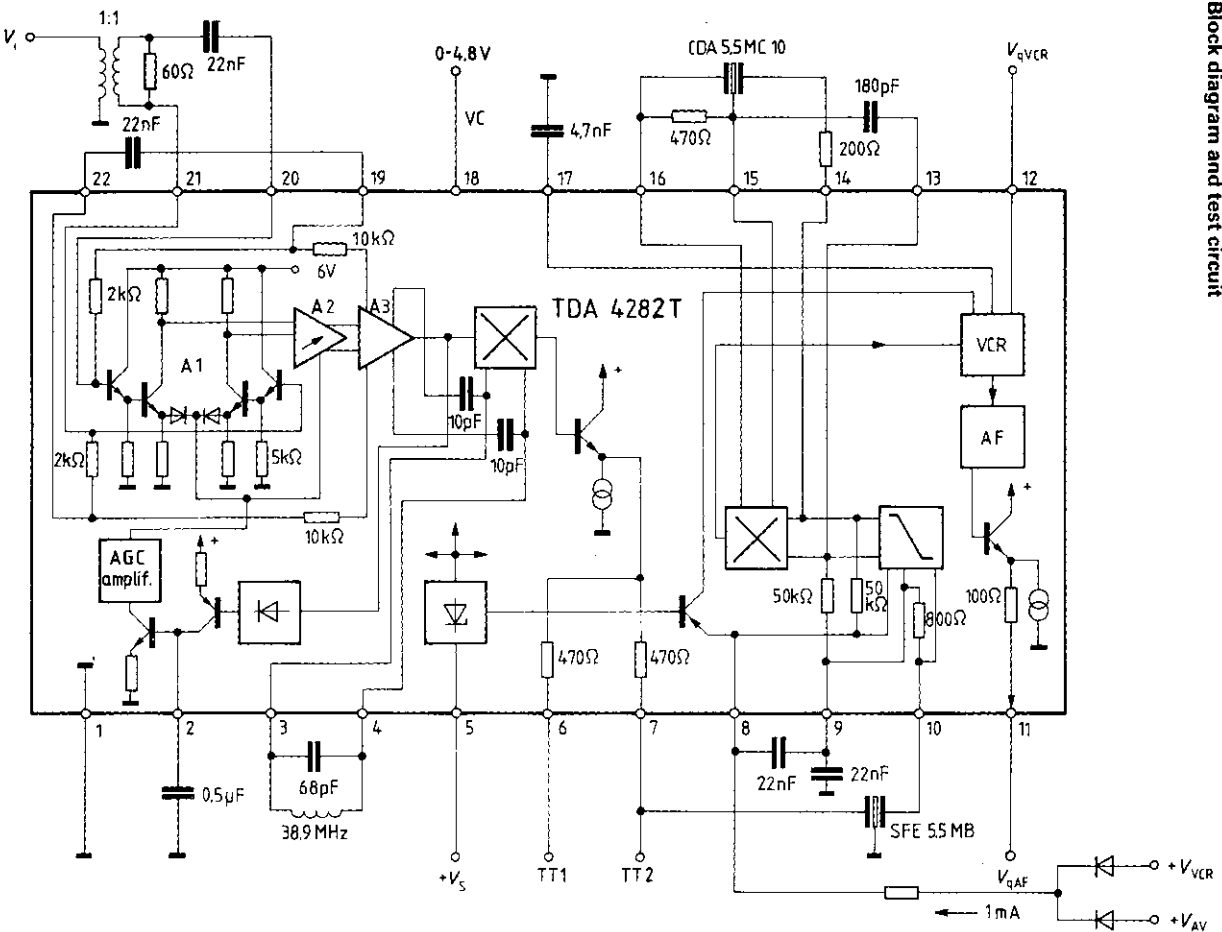 Block diagram and test circuit
1:1
V
60Ω
22nF
22nF
0-4,8V
VC
4,7nF
CDA 5,5MC 10
470Ω
180pF
200Ω
VqVCR
22
21
20
19
18
17
16
15
14
13
12
10kΩ
6V
2kΩ
A2
A3
TDA 4282T
VCR
A1
10pF
+
AF
2kΩ
5kΩ
10pF
10kΩ
+
+
AGC
amplif.
50kΩ
50
kΩ
800Ω
100Ω
470Ω
470Ω
1
2
3
4
5
6
7
8
9
10
11
0,5µF
68pF
38,9MHz
22nF
22nF
SFE 5,5 MB
+VS
TT1
TT2
VqAF
1mA
+VVCR
+VAV